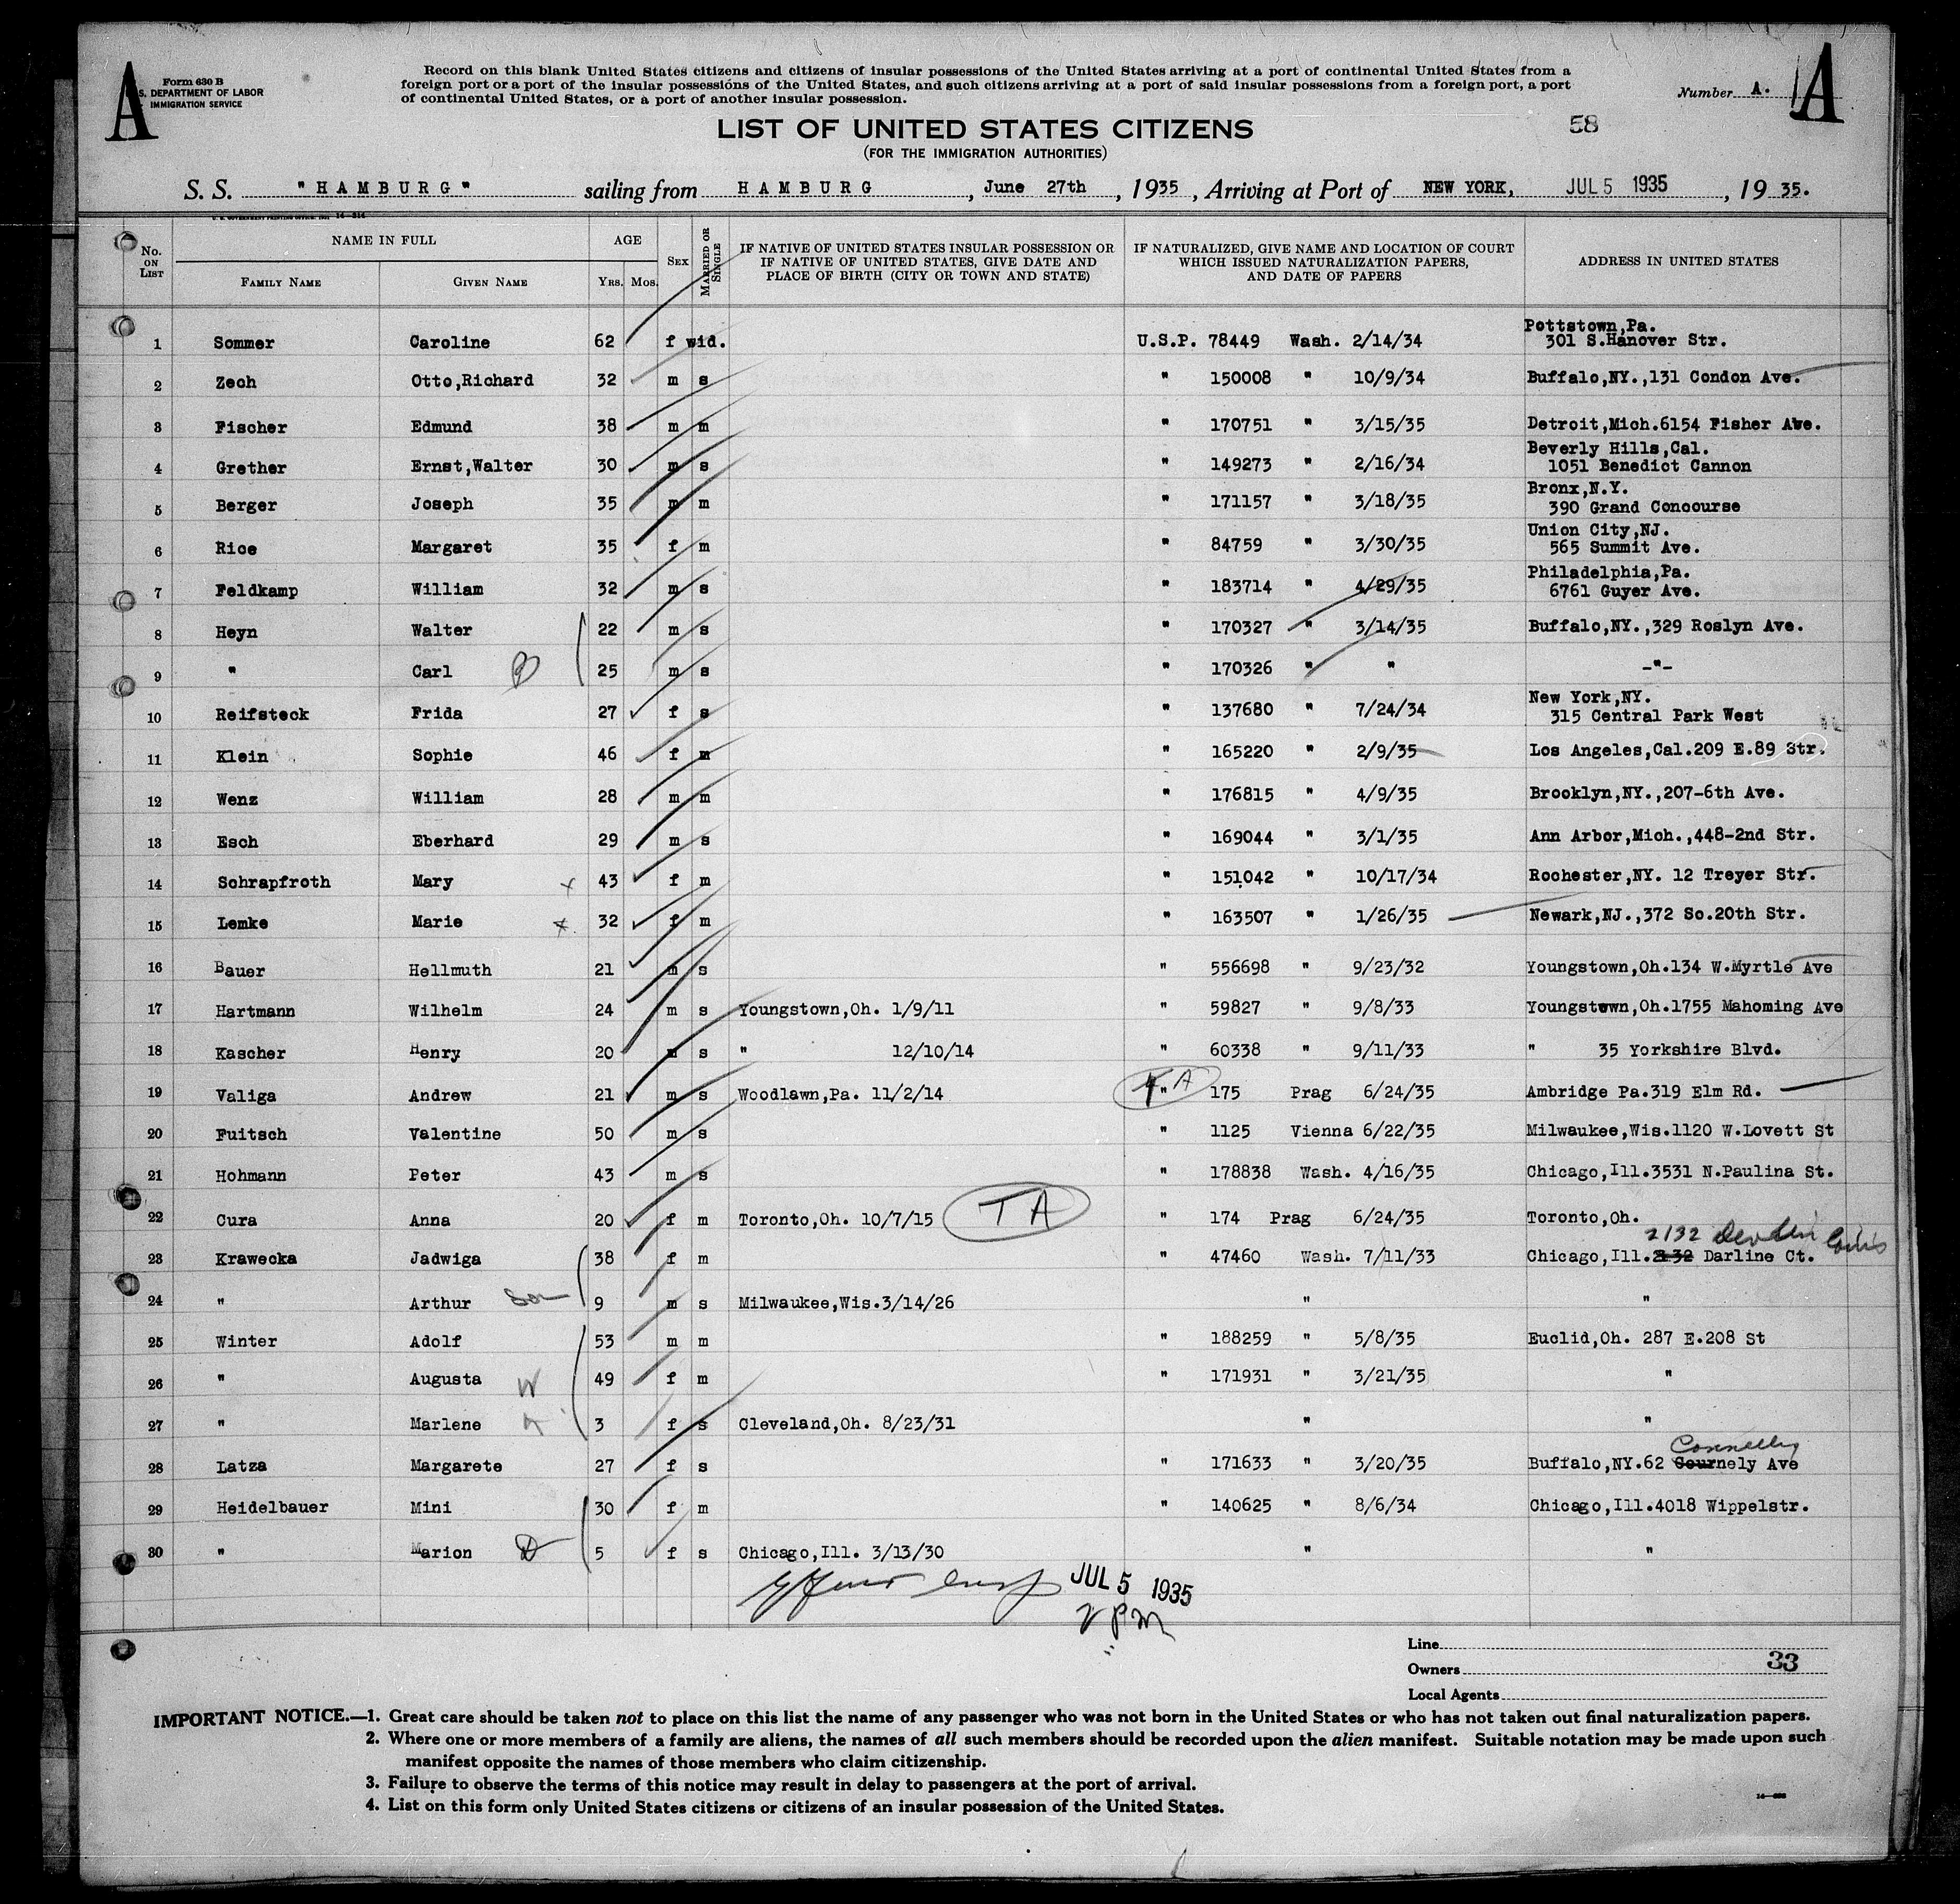 A
Form 630 B
U.S. DEPARTMENT OF LABOR
IMMIGRATION SERVICE
Record on this blank United States citizens and citizens of insular possessions of the United States arriving at a port of continental United States from a
foreign port or a port of the insular possessions of the United States, and such citizens arriving at a port of said insular possessions from a foreign port, a port
of continental United States, or a port of another insular possession.
Number A.
A
LIST OF UNITED STATES CITIZENS
58
(FOR THE IMMIGRATION AUTHORITIES)
S. S. "HAMBURG" sailing from HAMBURG, June 27th, 1935, Arriving at Port of NEW YORK, JUL 5 1935, 19 35.
No. ON LIST NAME IN FULL FAMILY NAME GIVEN NAME AGE YRS. MOS. SEX MARRIED OR SINGLE IF NATIVE OF UNITED STATES INSULAR POSSESSION OR IF NATIVE OF UNITED STATES, GIVE DATE AND PLACE OF BIRTH (CITY OR TOWN AND STATE) IF NATURALIZED, GIVE NAME AND LOCATION OF COURT WHICH ISSUED NATURALIZATION PAPERS, AND DATE OF PAPERS ADDRESS IN UNITED STATES
1 Sommer Caroline 62 f wid. U.S.P. 78449 Wash. 2/14/34 Pottstown,Pa. 301 S.Hanover Str.
2 Zech Otto,Richard 32 m s " 150008 " 10/9/34 Buffalo,NY.,131 Condon Ave.
3 Fischer Edmund 38 m m " 170751 " 3/15/35 Detroit,Mich.6154 Fisher Ave.
4 Grether Ernst,Walter 30 m s " 149273 " 2/16/34 Beverly Hills,Cal. 1051 Benedict Cannon
5 Berger Joseph 35 m m " 171157 " 3/18/35 Bronx,N.Y. 390 Grand Concourse
6 Rice Margaret 35 f m " 84759 " 3/30/35 Union City,NJ. 565 Summit Ave.
7 Feldkamp William 32 m s " 183714 " 4/29/35 Philadelphia,Pa. 6761 Guyer Ave.
8 Heyn Walter 22 m s " 170327 " 3/14/35 Buffalo,NY.,329 Roslyn Ave.
9 " Carl B 25 m s " 170326 " " -"-
10 Reifsteck Frida 27 f s " 137680 " 7/24/34 New York,NY. 315 Central Park West
11 Klein Sophie 46 f m " 165220 " 2/9/35 Los Angeles,Cal.209 E.89 Str.
12 Wenz William 28 m m " 176815 " 4/9/35 Brooklyn,NY.,207-6th Ave.
13 Esch Eberhard 29 m s " 169044 " 3/1/35 Ann Arbor,Mich.,448-2nd Str.
14 Schrapfroth Mary x 43 f m " 151042 " 10/17/34 Rochester,NY. 12 Treyer Str.
15 Lemke Marie x 32 f m " 163507 " 1/26/35 Newark,NJ.,372 So.20th Str.
16 Bauer Hellmuth 21 m s " 556698 " 9/23/32 Youngstown,Oh.134 W.Myrtle Ave
17 Hartmann Wilhelm 24 m s Youngstown,Oh. 1/9/11 " 59827 " 9/8/33 Youngstown,Oh.1755 Mahoming Ave
18 Kascher Henry 20 m s " 12/10/14 " 60338 " 9/11/33 " 35 Yorkshire Blvd.
19 Valiga Andrew 21 m s Woodlawn,Pa. 11/2/14 TA " 175 Prag 6/24/35 Ambridge Pa.319 Elm Rd.
20 Fuitsch Valentine 50 m s " 1125 Vienna 6/22/35 Milwaukee,Wis.1120 W.Lovett St
21 Hohmann Peter 43 m s " 178838 Wash. 4/16/35 Chicago,Ill.3531 N.Paulina St.
22 Cura Anna 20 f m Toronto,Oh. 10/7/15 TA " 174 Prag 6/24/35 Toronto,Oh.
2132
23 Krawecka Jadwiga 38 f m " 47460 Wash. 7/11/33 Chicago,Ill. Darline Ct.
24 " Arthur Son 9 m s Milwaukee,Wis.3/14/26 " "
25 Winter Adolf 53 m m " 188259 " 5/8/35 Euclid,Oh. 287 E.208 St
26 " Augusta W 49 f m " 171931 " 3/21/35 "
27 " Marlene 3 f s Cleveland,Oh. 8/23/31 " "
Connelly
28 Latza Margarete 27 f s " 171633 " 3/20/35 Buffalo,NY.62 Gournely Ave
29 Heidelbauer Mini 30 f m " 140625 " 8/6/34 Chicago,Ill.4018 Wippelstr.
30 " Marion D 5 f s Chicago,Ill. 3/13/30 " "
JUL 5 1935
2 PM
Line
Owners 33
Local Agents
IMPORTANT NOTICE.—1. Great care should be taken not to place on this list the name of any passenger who was not born in the United States or who has not taken out final naturalization papers.
2. Where one or more members of a family are aliens, the names of all such members should be recorded upon the alien manifest. Suitable notation may be made upon such
manifest opposite the names of those members who claim citizenship.
3. Failure to observe the terms of this notice may result in delay to passengers at the port of arrival.
4. List on this form only United States citizens or citizens of an insular possession of the United States.